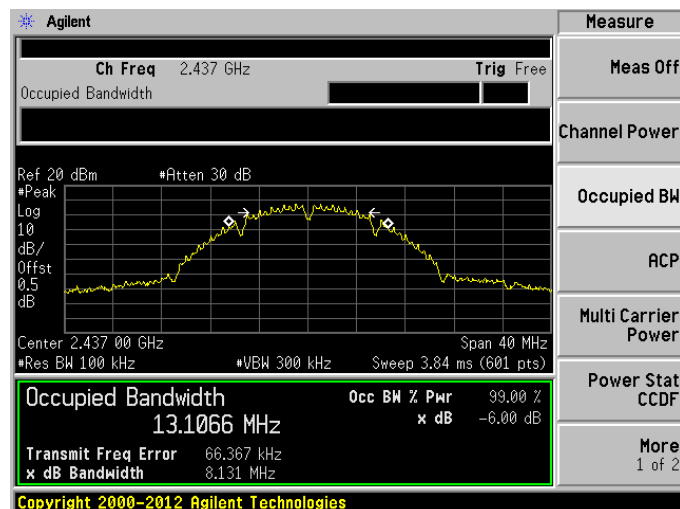 Agilent
Measure
Ch Freq 2.437 GHz Trig Free
Occupied Bandwidth
Meas Off
Channel Power
Occupied BW
ACP
Multi Carrier
Power
Power Stat
CCDF
More
1 of 2
Ref 20 dBm #Atten 30 dB
#Peak
Log
10
dB/
Offst
0.5
dB
Center 2.437 00 GHz Span 40 MHz
#Res BW 100 kHz #VBW 300 kHz Sweep 3.84 ms (601 pts)
Occupied Bandwidth Occ BW % Pwr 99.00 %
13.1066 MHz x dB -6.00 dB
Transmit Freq Error 66.367 kHz
x dB Bandwidth 8.131 MHz
Copyright 2000-2012 Agilent Technologies